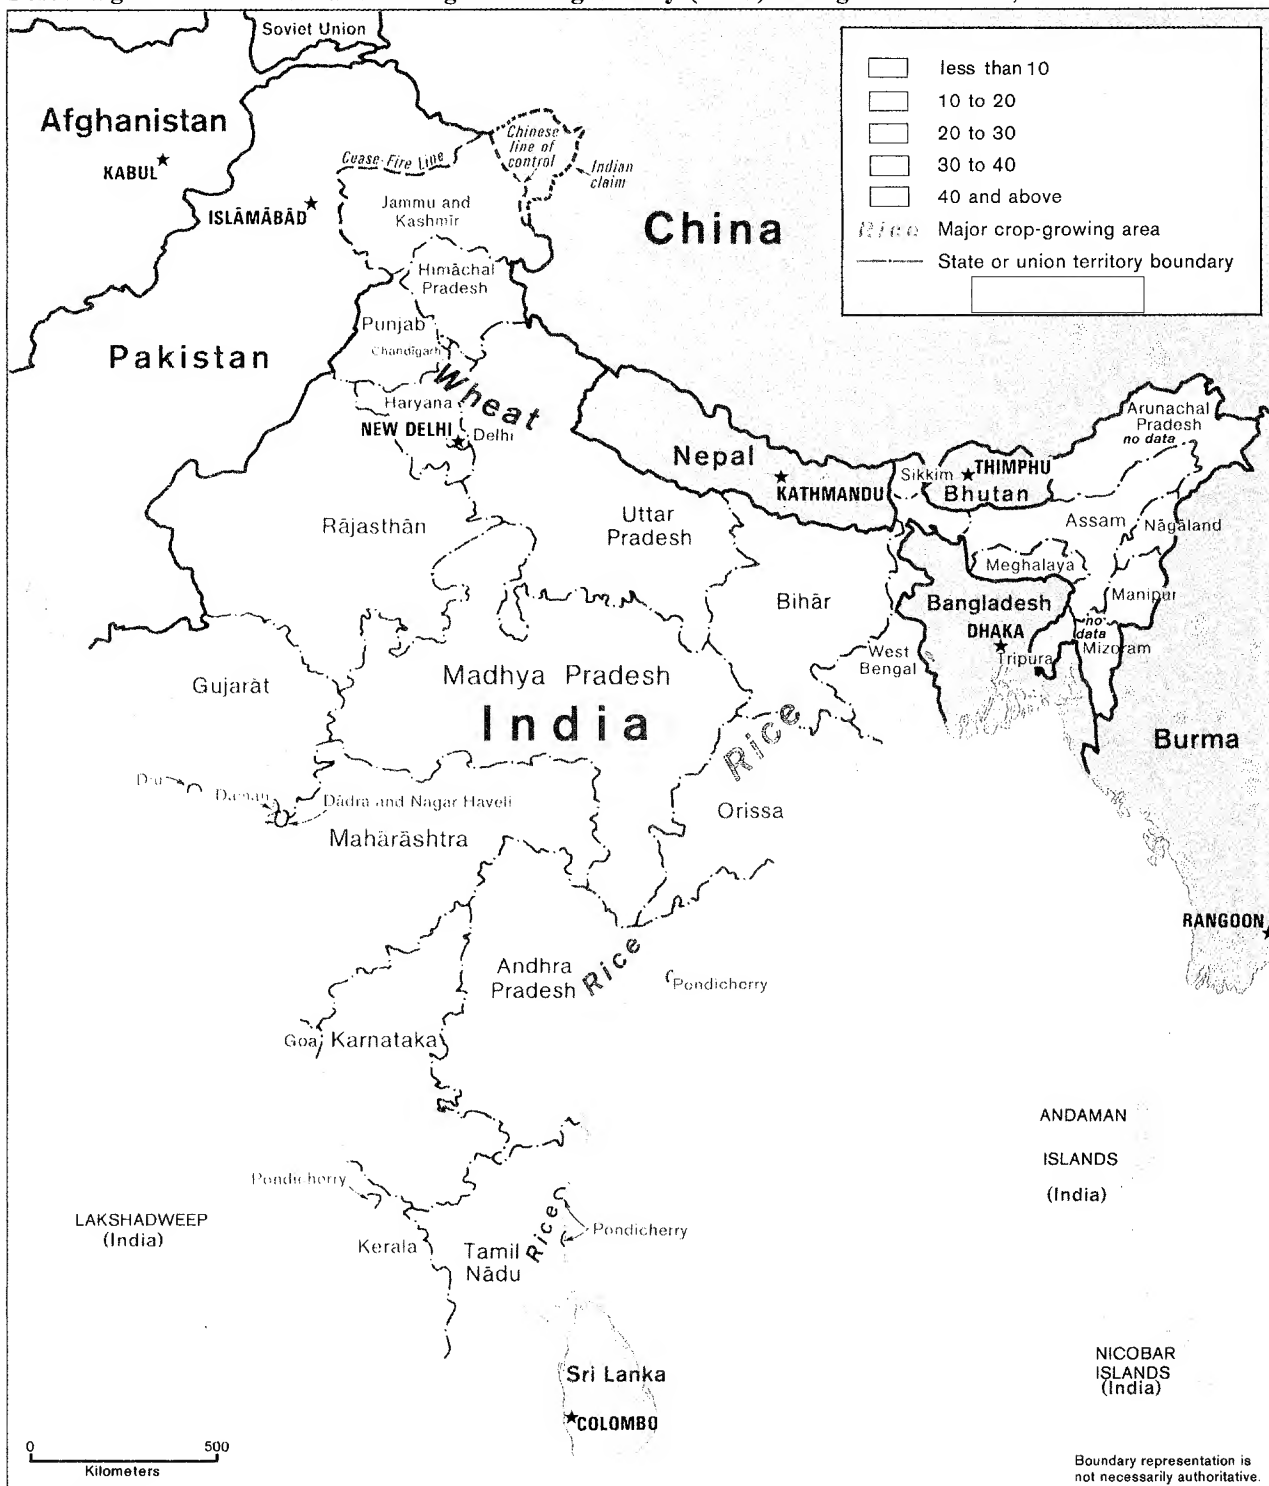 Soviet Union
less than 10
10 to 20
20 to 30
30 to 40
40 and above
Rice Major crop-growing area
State or union territory boundary
Afghanistan
KABUL
ISLĀMĀBĀD
Cease-Fire Line
Chinese
line of
control
Indian
claim
Jammu and
Kashmīr
China
Himāchal
Pradesh
Punjab
Chandīgarh
Pakistan
Wheat
Haryana
NEW DELHI
Delhi
Nepal
KATHMANDU
Sikkim
THIMPHU
Bhutan
Arunachal
Pradesh
no data
Rājasthān
Uttar
Pradesh
Assam
Nāgāland
Meghalaya
Bihār
Bangladesh
DHAKA
Manipur
no
data
Mizoram
Tripura
West
Bengal
Gujarāt
Madhya Pradesh
India
Rice
Burma
Diu
Daman
Dādra and Nagar Haveli
Mahārāshtra
Orissa
RANGOON
Andhra
Pradesh
Rice
Pondicherry
Goa
Karnataka
ANDAMAN
ISLANDS
(India)
Pondicherry
LAKSHADWEEP
(India)
Kerala
Tamil
Nādu
Rice
Pondicherry
Sri Lanka
COLOMBO
NICOBAR
ISLANDS
(India)
0 500
Kilometers
Boundary representation is
not necessarily authoritative.